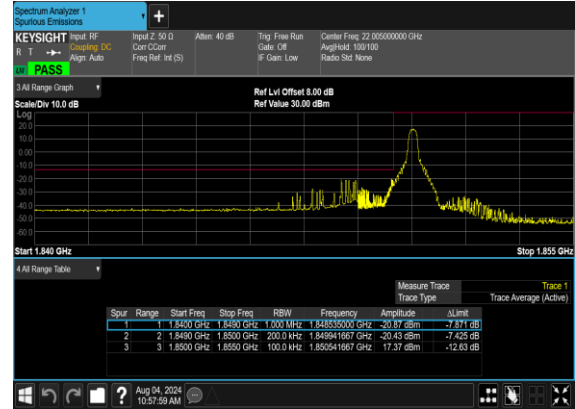 Spectrum Analyzer 1
Spurious Emissions
+
KEYSIGHT
R T
PASS
Input: RF
Coupling: DC
Align: Auto
Input Z: 50 Ω
Corr CCorr
Freq Ref: Int (S)
Atten: 40 dB
Trig: Free Run
Gate: Off
IF Gain: Low
Center Freq: 22.005000000 GHz
Avg|Hold: 100/100
Radio Std: None
3 All Range Graph
Ref Lvl Offset 8.00 dB
Scale/Div 10.0 dB
Ref Value 30.00 dBm
Log
20.0
10.0
0.00
-10.0
-20.0
-30.0
-40.0
-50.0
-60.0
Start 1.840 GHz
Stop 1.855 GHz
4 All Range Table
Measure Trace Trace 1
Trace Type Trace Average (Active)
Spur Range Start Freq Stop Freq RBW Frequency Amplitude ΔLimit
1 1 1.8400 GHz 1.8490 GHz 1.000 MHz 1.848535000 GHz -20.87 dBm -7.871 dB
2 2 1.8490 GHz 1.8500 GHz 200.0 kHz 1.849941667 GHz -20.43 dBm -7.425 dB
3 3 1.8500 GHz 1.8550 GHz 100.0 kHz 1.850541667 GHz 17.37 dBm -12.63 dB
?
Aug 04, 2024
10:57:59 AM